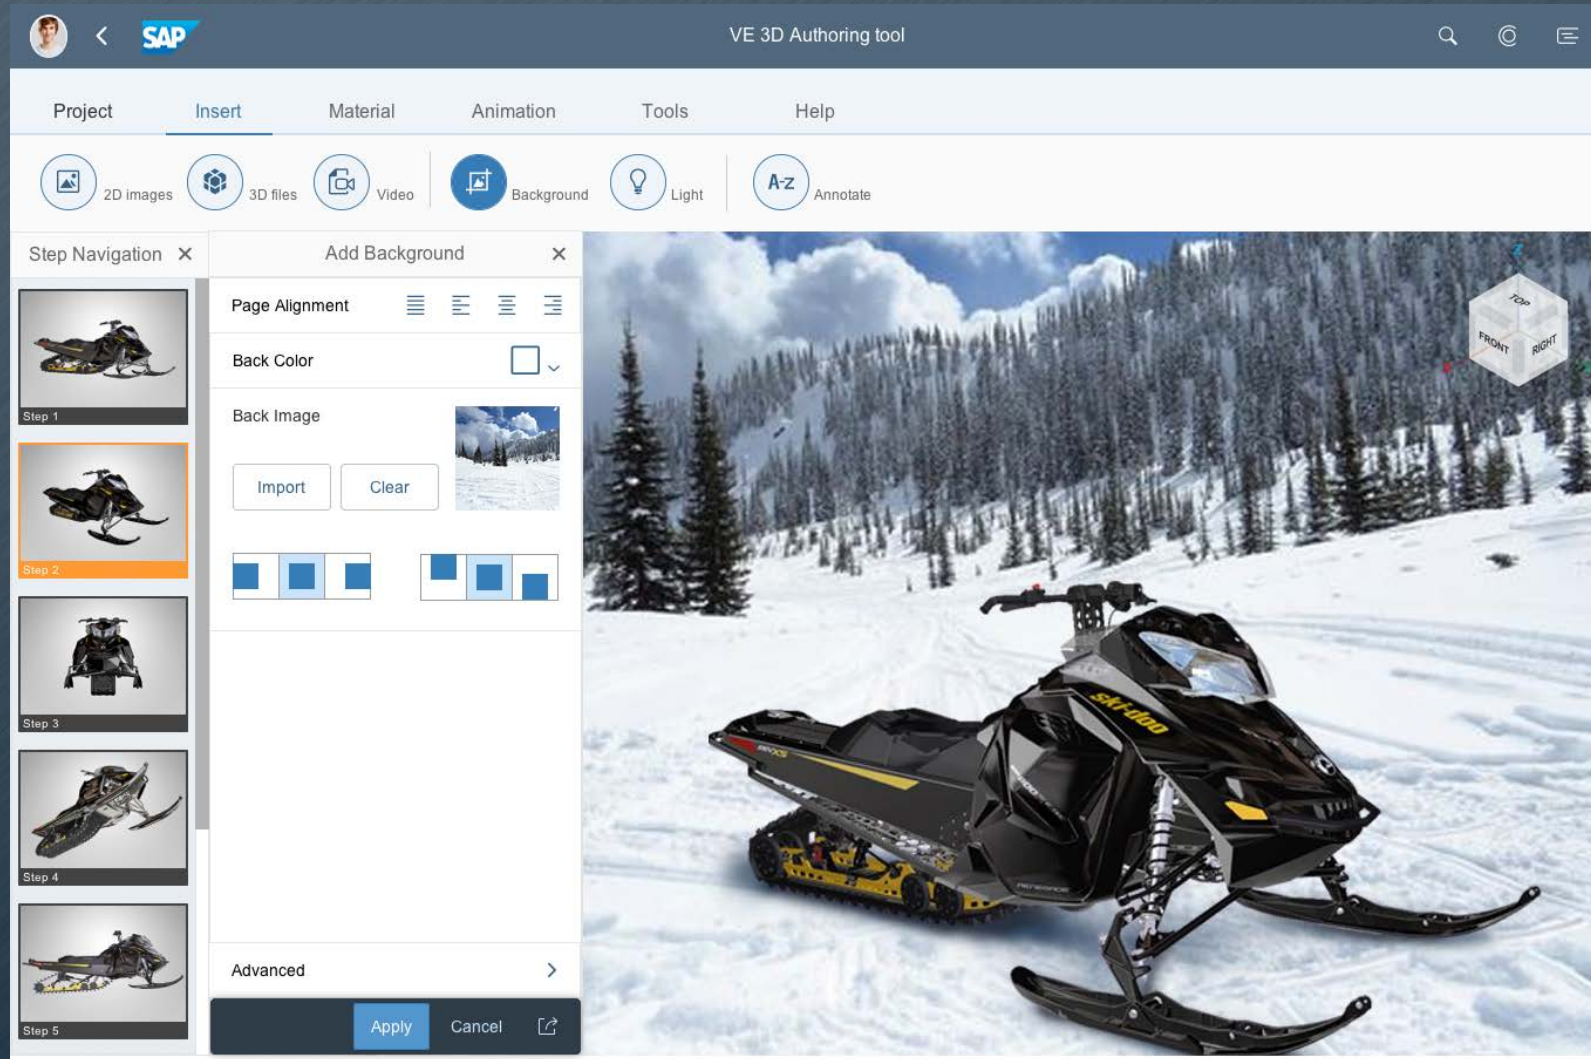 SAP
VE 3D Authoring tool
Project
Insert
Material
Animation
Tools
Help
2D images
3D files
Video
Background
Light
A-Z
Annotate
Step Navigation
Add Background
Page Alignment
Back Color
Back Image
Import
Clear
Advanced
Apply
Cancel
Step 1
Step 2
Step 3
Step 4
Step 5
Z
TOP
FRONT
RIGHT
ski-doo
RENEGADE